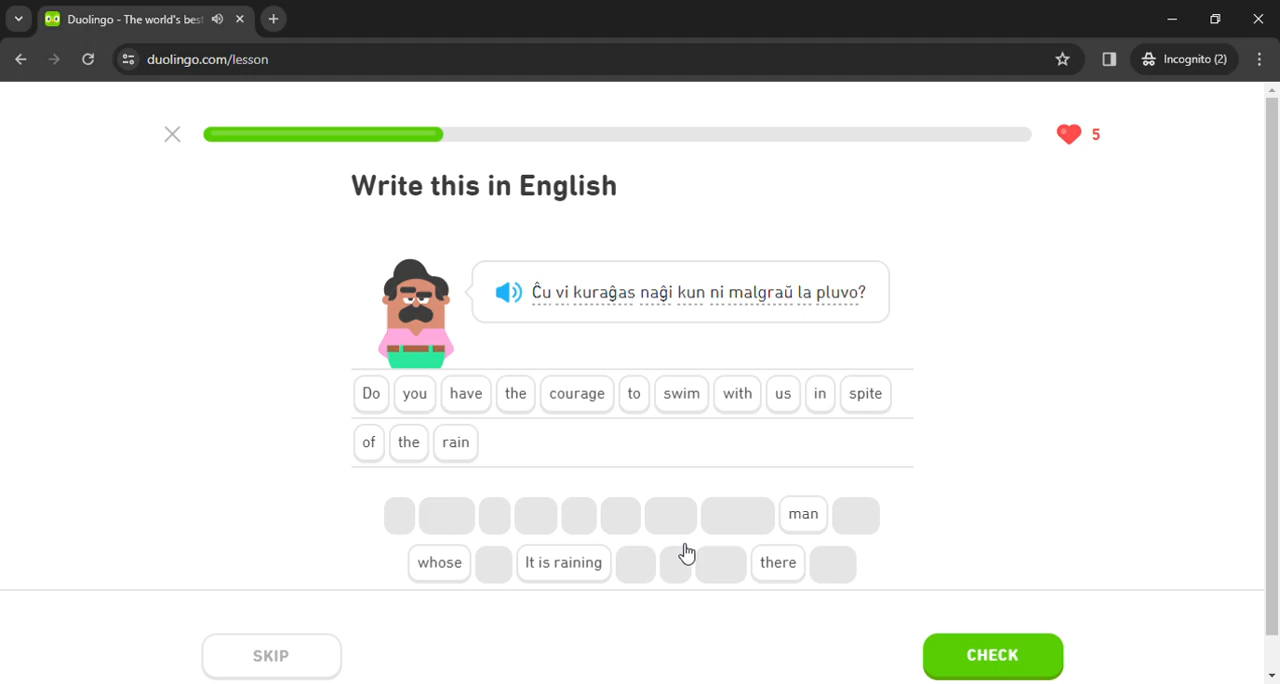 Duolingo - The world's bes
duolingo.com/lesson
Incognito (2)
5
Write this in English
Ĉu vi kuraĝas naĝi kun ni malgraŭ la pluvo?
Do you have the courage to swim with us in spite
of the rain
man
whose It is raining there
SKIP CHECK